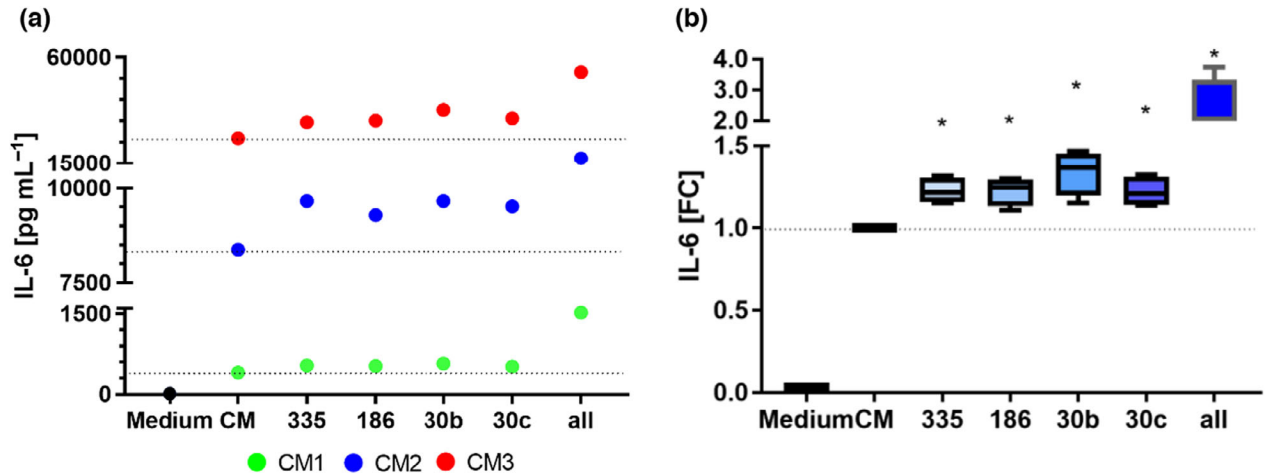 (a)
IL-6 [pg mL⁻¹]
60000
15000
10000
7500
1500
0
Medium CM 335 186 30b 30c all
CM1 CM2 CM3
(b)
IL-6 [FC]
4.0
3.0
2.0
1.5
1.0
0.5
0.0
* * * * *
MediumCM 335 186 30b 30c all